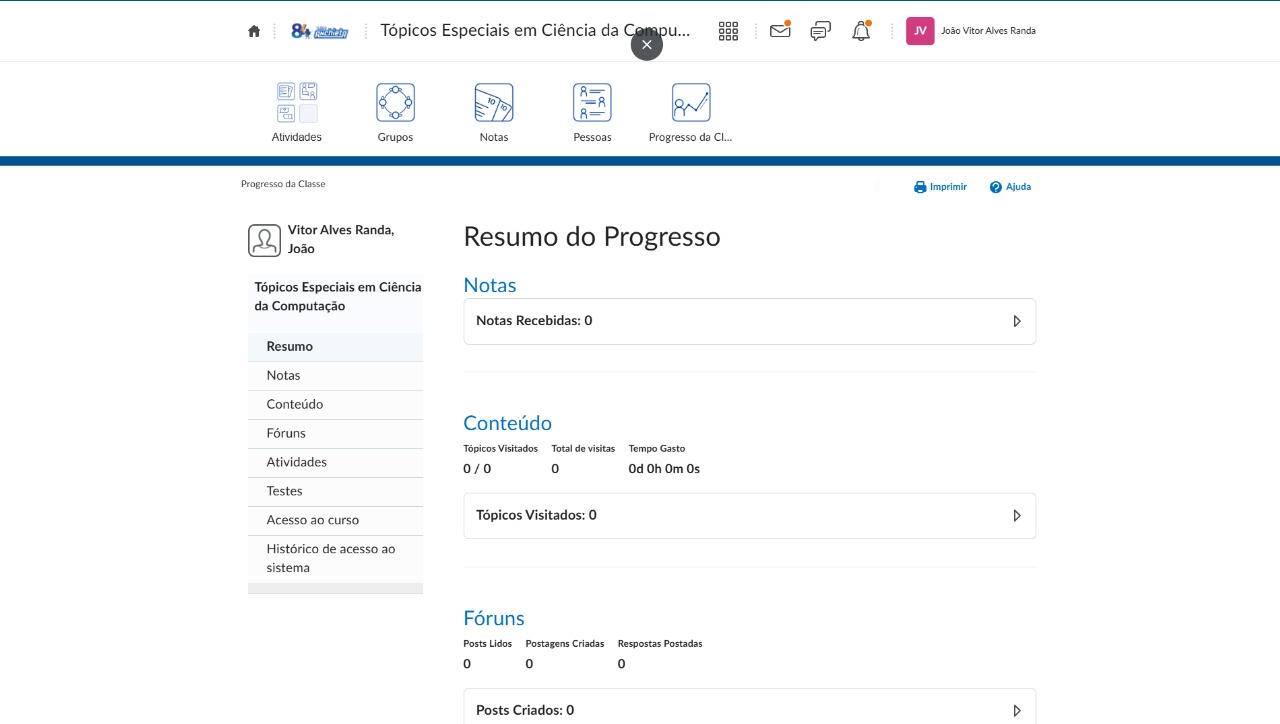 84
Tópicos Especiais em Ciência da Compu...
JV
João Vitor Alves Randa
Atividades
Grupos
10
10
Notas
Pessoas
Progresso da Cl...
Progresso da Classe
Imprimir
Ajuda
Vitor Alves Randa,
João
Tópicos Especiais em Ciência
da Computação
Resumo
Notas
Conteúdo
Fóruns
Atividades
Testes
Acesso ao curso
Histórico de acesso ao
sistema
Resumo do Progresso
Notas
Notas Recebidas: 0
Conteúdo
Tópicos Visitados Total de visitas Tempo Gasto
0 / 0 0 0d 0h 0m 0s
Tópicos Visitados: 0
Fóruns
Posts Lidos Postagens Criadas Respostas Postadas
0 0 0
Posts Criados: 0